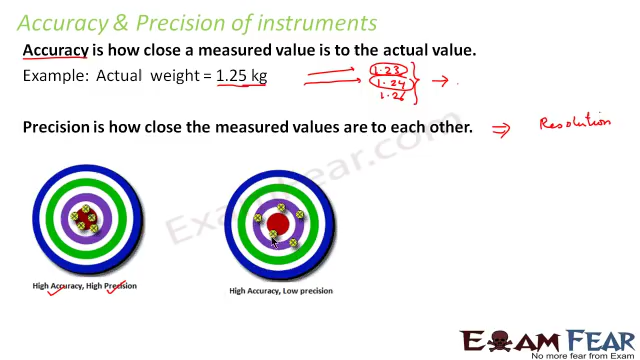 Accuracy & Precision of instruments
Accuracy is how close a measured value is to the actual value.
Example: Actual weight = 1.25 kg
1.23
1.24
1.26
Precision is how close the measured values are to each other. ⇒ Resolution
Examfear.com
High Accuracy, High Precision
High Accuracy, Low precision
EXAM FEAR
No more fear from Exam